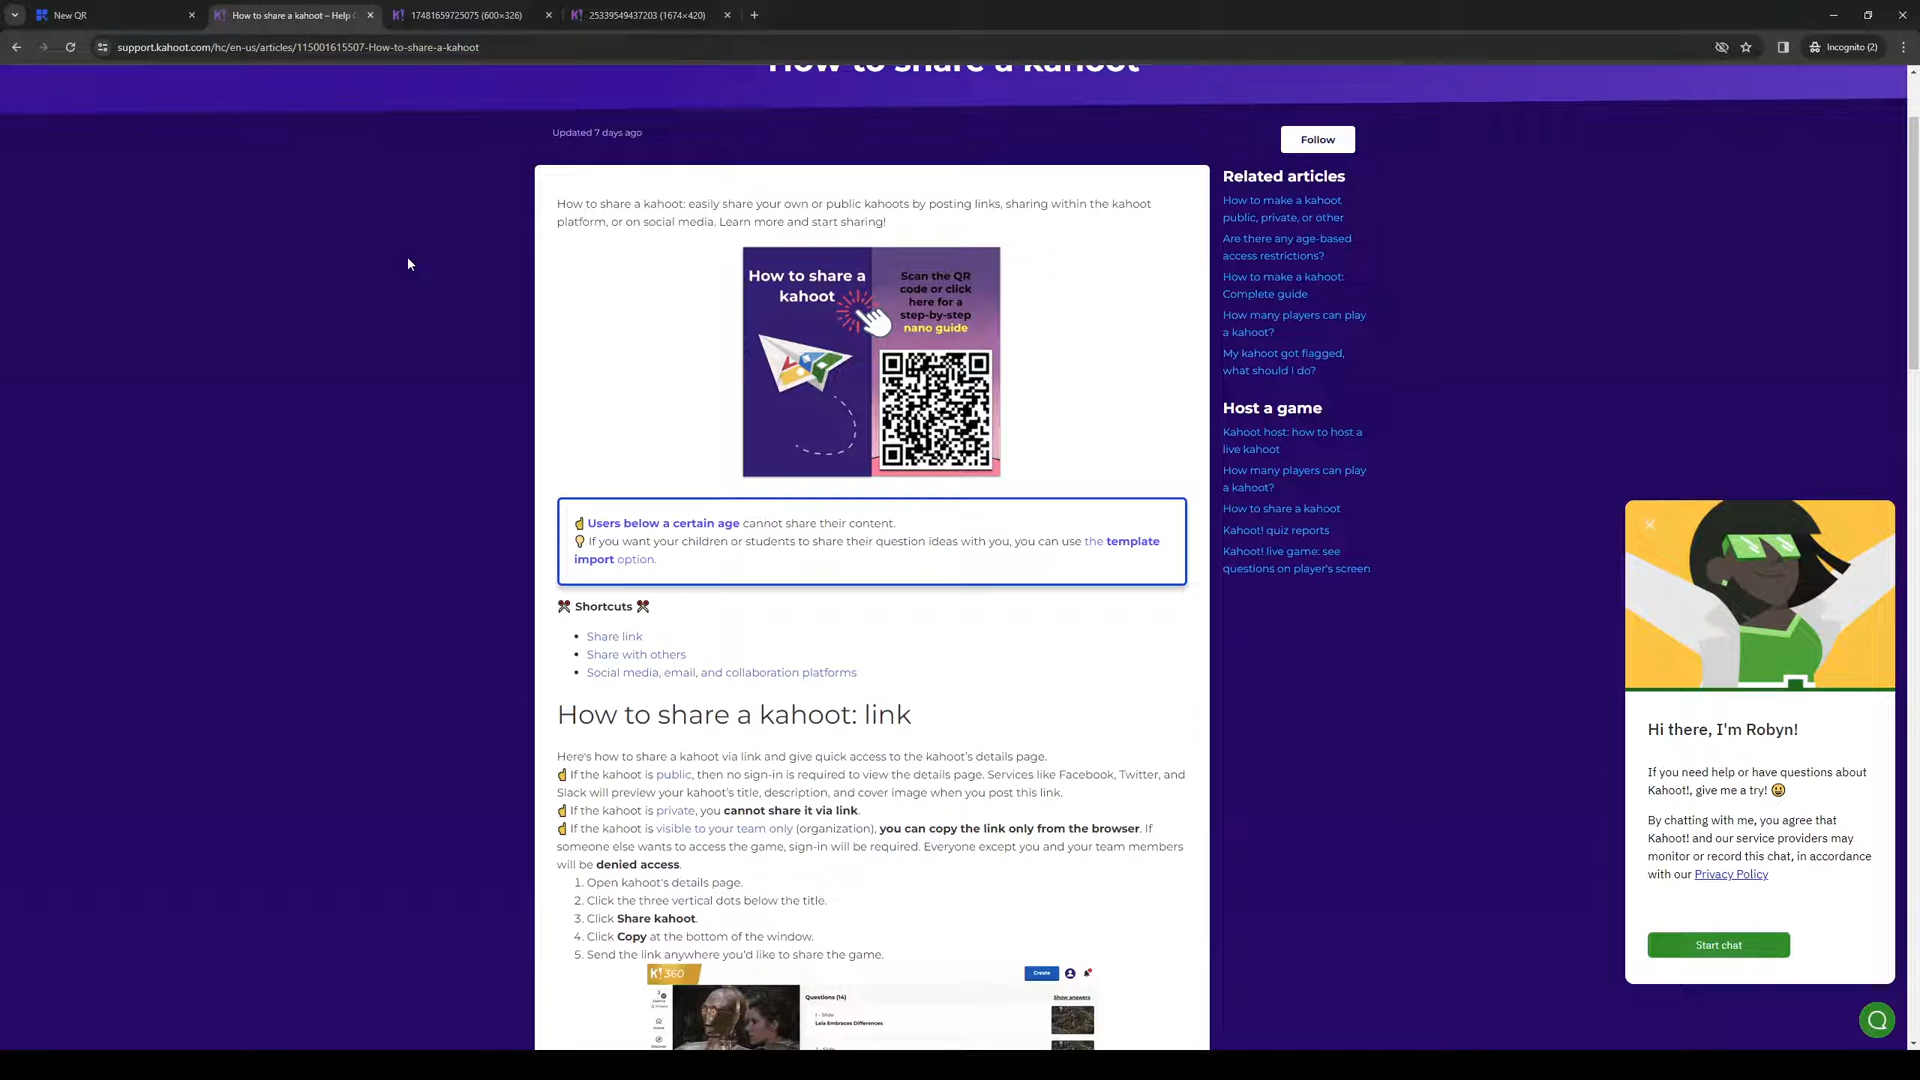 New QR
How to share a kahoot – Help C
17481659725075 (600×326)
25339549437203 (1674×420)
support.kahoot.com/hc/en-us/articles/115001615507-How-to-share-a-kahoot
Incognito (2)
How to share a kahoot
Updated 7 days ago
Follow
How to share a kahoot: easily share your own or public kahoots by posting links, sharing within the kahoot
platform, or on social media. Learn more and start sharing!
How to share a
kahoot
Scan the QR
code or click
here for a
step-by-step
nano guide
👆 Users below a certain age cannot share their content.
💡 If you want your children or students to share their question ideas with you, you can use the template
import option.
Shortcuts
• Share link
• Share with others
• Social media, email, and collaboration platforms
How to share a kahoot: link
Here's how to share a kahoot via link and give quick access to the kahoot's details page.
👆 If the kahoot is public, then no sign-in is required to view the details page. Services like Facebook, Twitter, and
Slack will preview your kahoot's title, description, and cover image when you post this link.
👆 If the kahoot is private, you cannot share it via link.
👆 If the kahoot is visible to your team only (organization), you can copy the link only from the browser. If
someone else wants to access the game, sign-in will be required. Everyone except you and your team members
will be denied access.
1. Open kahoot's details page.
2. Click the three vertical dots below the title.
3. Click Share kahoot.
4. Click Copy at the bottom of the window.
5. Send the link anywhere you'd like to share the game.
K! 360
Create
Questions (14)
Show answers
1 - Slide
Leia Embraces Differences
Home
Discover
Related articles
How to make a kahoot
public, private, or other
Are there any age-based
access restrictions?
How to make a kahoot:
Complete guide
How many players can play
a kahoot?
My kahoot got flagged,
what should I do?
Host a game
Kahoot host: how to host a
live kahoot
How many players can play
a kahoot?
How to share a kahoot
Kahoot! quiz reports
Kahoot! live game: see
questions on player's screen
Hi there, I'm Robyn!
If you need help or have questions about
Kahoot!, give me a try! 😀
By chatting with me, you agree that
Kahoot! and our service providers may
monitor or record this chat, in accordance
with our Privacy Policy
Start chat